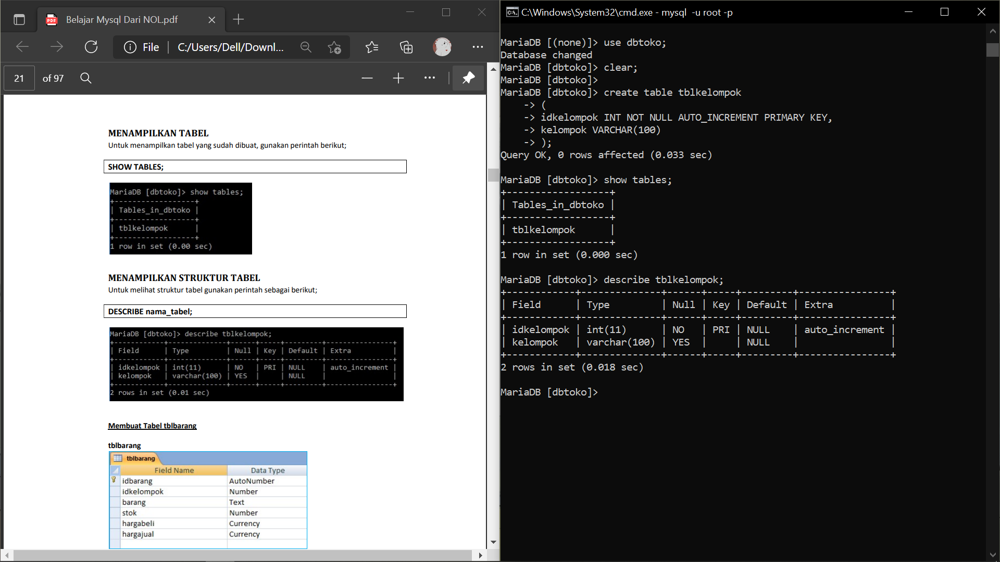 Belajar Mysql Dari NOL.pdf
File
C:/Users/Dell/Downl...
21
of 97
MENAMPILKAN TABEL
Untuk menampilkan tabel yang sudah dibuat, gunakan perintah berikut;
SHOW TABLES;
MariaDB [dbtoko]> show tables;
+------------------+
| Tables_in_dbtoko |
+------------------+
| tblkelompok      |
+------------------+
1 row in set (0.00 sec)
MENAMPILKAN STRUKTUR TABEL
Untuk melihat struktur tabel gunakan perintah sebagai berikut;
DESCRIBE nama_tabel;
MariaDB [dbtoko]> describe tblkelompok;
+------------+--------------+------+-----+---------+----------------+
| Field      | Type         | Null | Key | Default | Extra          |
+------------+--------------+------+-----+---------+----------------+
| idkelompok | int(11)      | NO   | PRI | NULL    | auto_increment |
| kelompok   | varchar(100) | YES  |     | NULL    |                |
+------------+--------------+------+-----+---------+----------------+
2 rows in set (0.01 sec)
Membuat Tabel tblbarang
tblbarang
tblbarang
Field Name Data Type
idbarang AutoNumber
idkelompok Number
barang Text
stok Number
hargabeli Currency
hargajual Currency
C:\Windows\System32\cmd.exe - mysql  -u root -p
MariaDB [(none)]> use dbtoko;
Database changed
MariaDB [dbtoko]> clear;
MariaDB [dbtoko]>
MariaDB [dbtoko]> create table tblkelompok
    -> (
    -> idkelompok INT NOT NULL AUTO_INCREMENT PRIMARY KEY,
    -> kelompok VARCHAR(100)
    -> );
Query OK, 0 rows affected (0.033 sec)
MariaDB [dbtoko]> show tables;
+------------------+
| Tables_in_dbtoko |
+------------------+
| tblkelompok      |
+------------------+
1 row in set (0.000 sec)
MariaDB [dbtoko]> describe tblkelompok;
+------------+--------------+------+-----+---------+----------------+
| Field      | Type         | Null | Key | Default | Extra          |
+------------+--------------+------+-----+---------+----------------+
| idkelompok | int(11)      | NO   | PRI | NULL    | auto_increment |
| kelompok   | varchar(100) | YES  |     | NULL    |                |
+------------+--------------+------+-----+---------+----------------+
2 rows in set (0.018 sec)
MariaDB [dbtoko]>